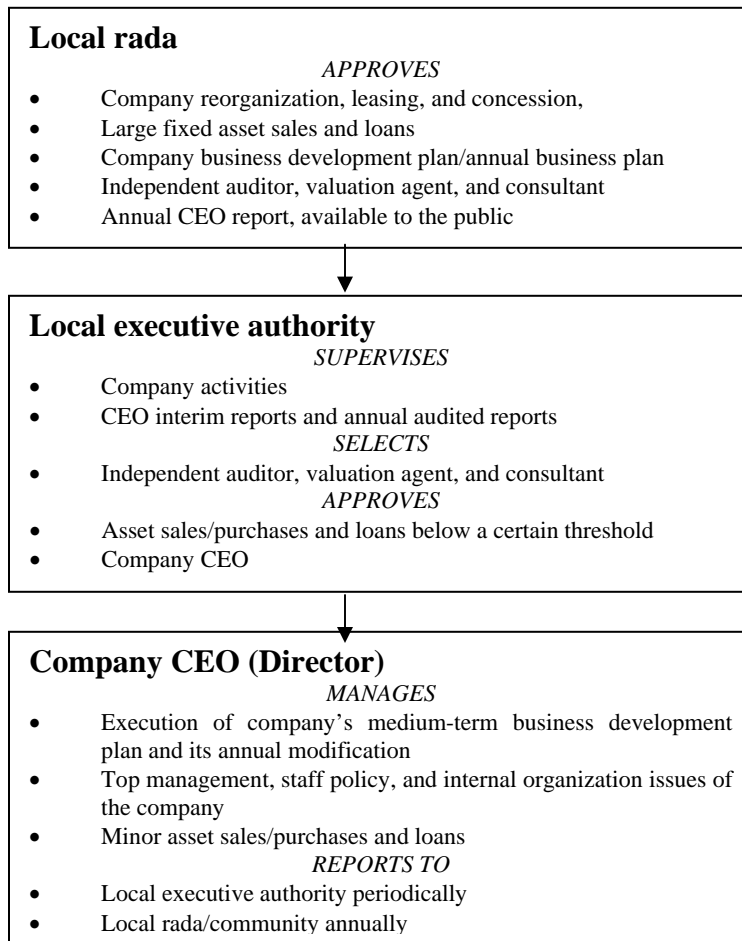 Local rada
APPROVES
• Company reorganization, leasing, and concession,
• Large fixed asset sales and loans
• Company business development plan/annual business plan
• Independent auditor, valuation agent, and consultant
• Annual CEO report, available to the public
Local executive authority
SUPERVISES
• Company activities
• CEO interim reports and annual audited reports
SELECTS
• Independent auditor, valuation agent, and consultant
APPROVES
• Asset sales/purchases and loans below a certain threshold
• Company CEO
Company CEO (Director)
MANAGES
• Execution of company's medium-term business development
plan and its annual modification
• Top management, staff policy, and internal organization issues of
the company
• Minor asset sales/purchases and loans
REPORTS TO
• Local executive authority periodically
• Local rada/community annually